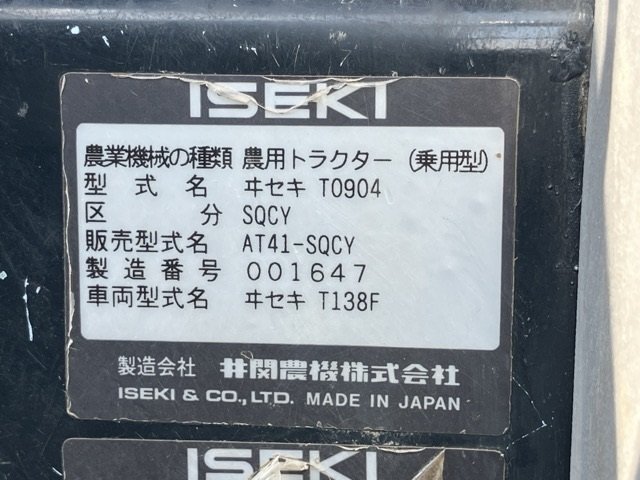 ISEKI
農業機械の種類 農用トラクター (乗用型)
型式名 ヰセキ T0904
区分 SQCY
販売型式名 AT41-SQCY
製造番号 001647
車両型式名 ヰセキ T138F
製造会社 井関農機株式会社
ISEKI & CO., LTD. MADE IN JAPAN
ISEKI